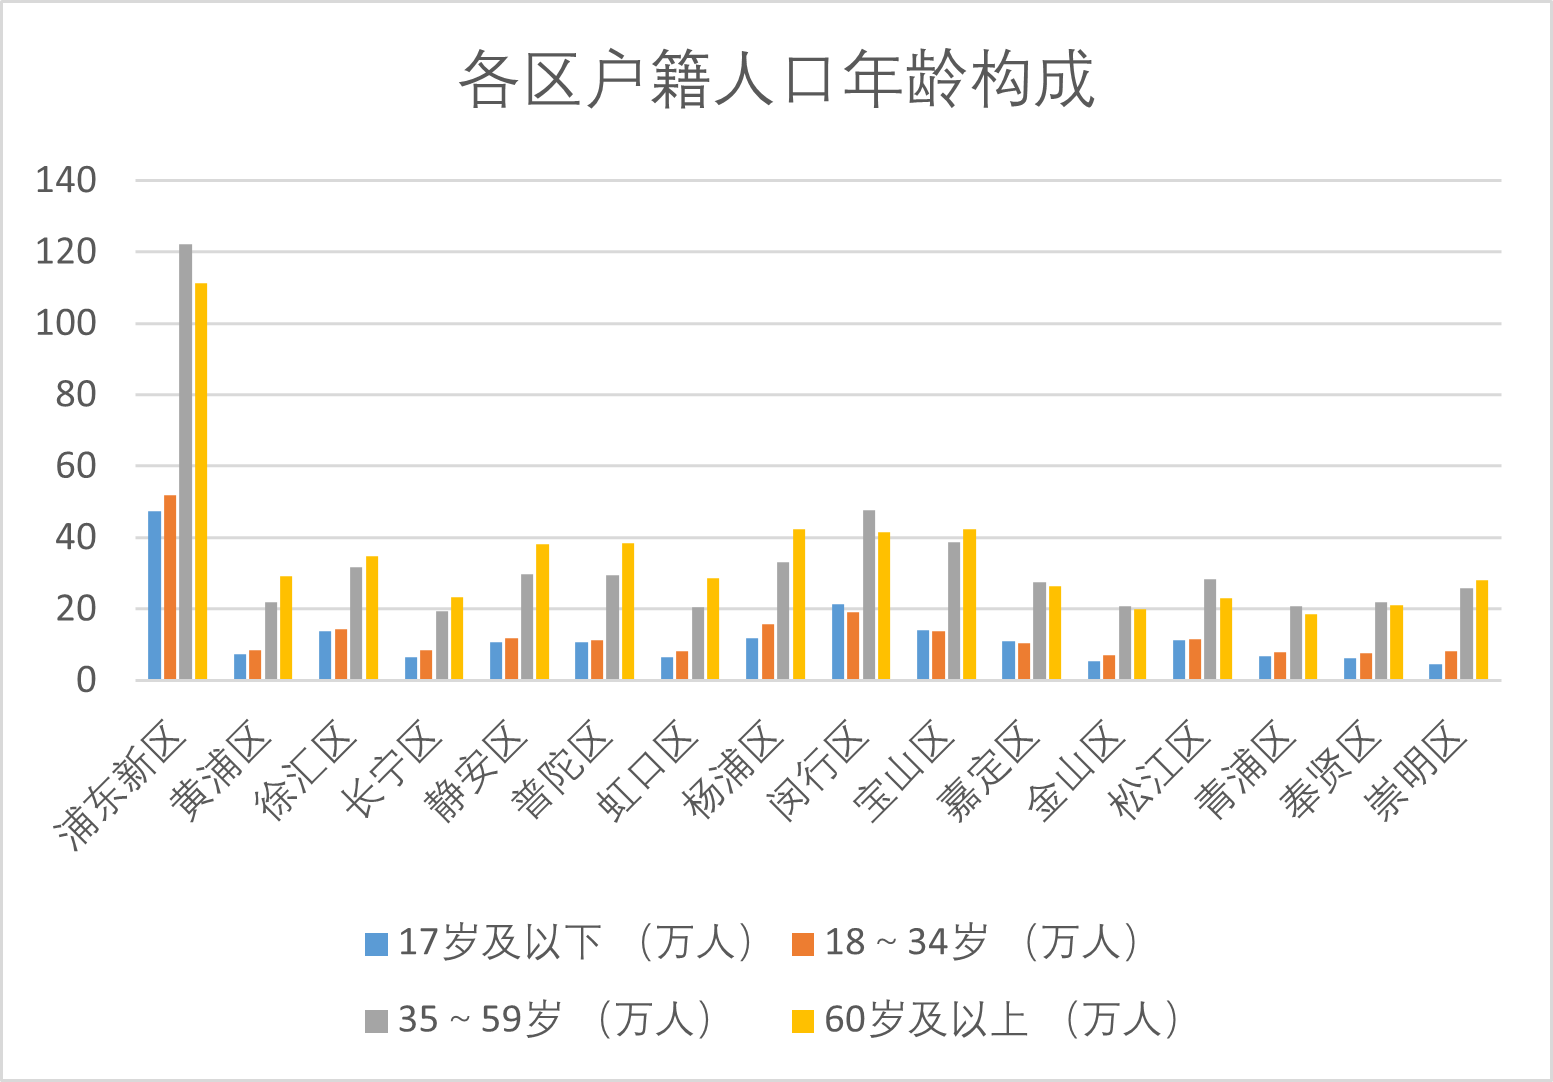 各区户籍人口年龄构成
140
120
100
80
60
40
20
0
浦东新区
黄浦区
徐汇区
长宁区
静安区
普陀区
虹口区
杨浦区
闵行区
宝山区
嘉定区
金山区
松江区
青浦区
奉贤区
崇明区
17岁及以下 （万人） 18～34岁 （万人）
35～59岁 （万人） 60岁及以上 （万人）